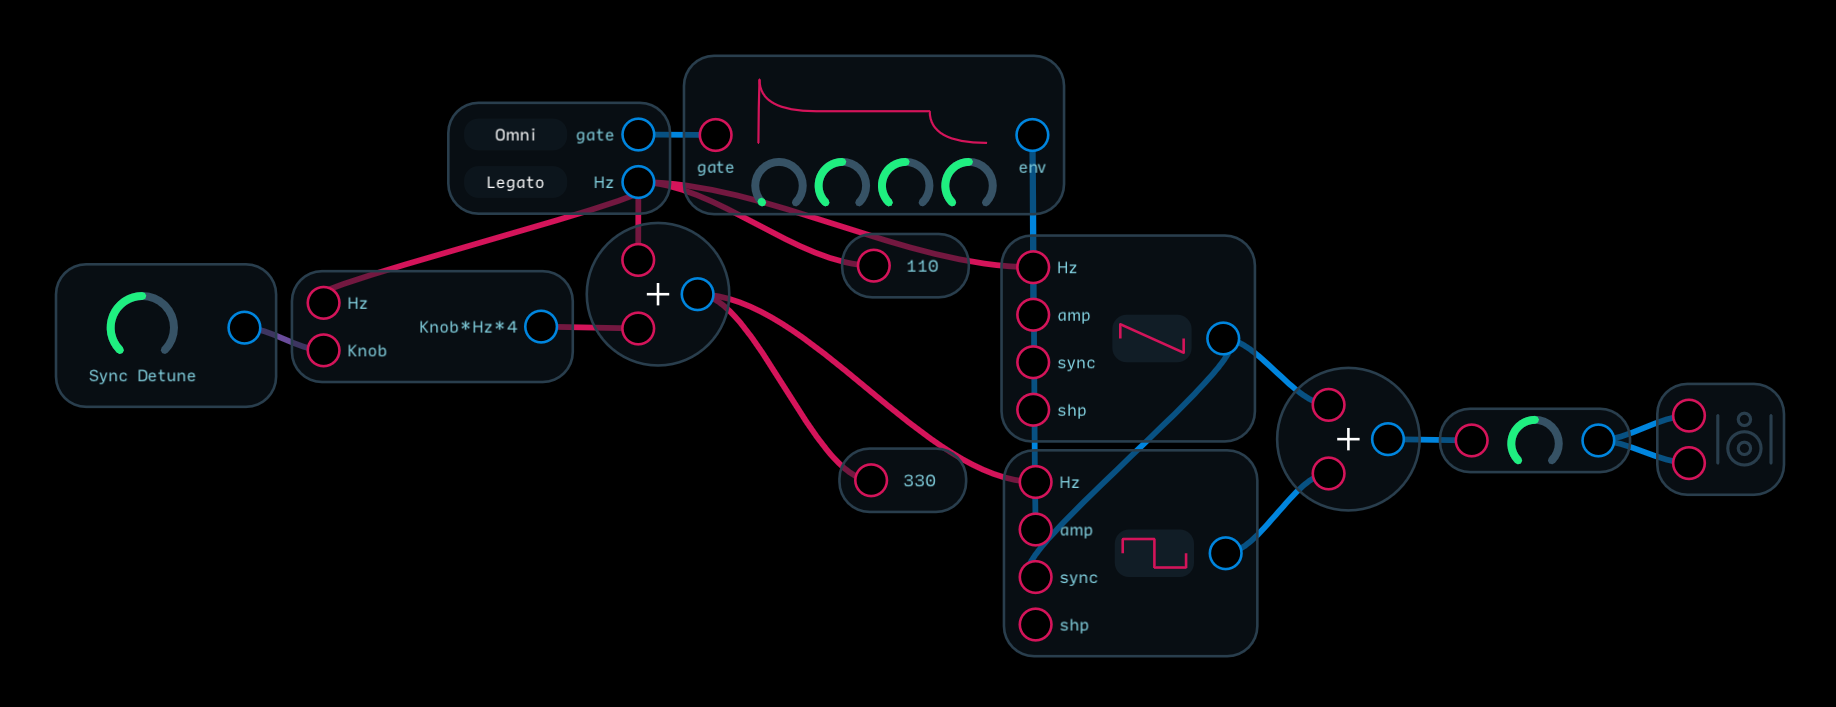 Omni gate
Legato Hz
gate
env
Sync Detune
Hz
Knob
Knob*Hz*4
+
110
330
Hz
amp
sync
shp
Hz
amp
sync
shp
+